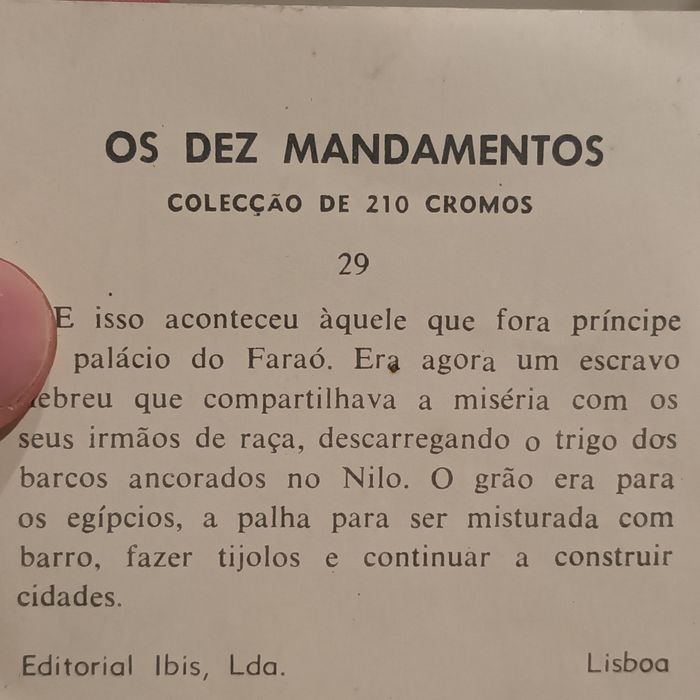 OS DEZ MANDAMENTOS
COLECÇÃO DE 210 CROMOS
29
E isso aconteceu àquele que fora príncipe
palácio do Faraó. Era agora um escravo
hebreu que compartilhava a miséria com os
seus irmãos de raça, descarregando o trigo dos
barcos ancorados no Nilo. O grão era para
os egípcios, a palha para ser misturada com
barro, fazer tijolos e continuar a construir
cidades.
Editorial Ibis, Lda. Lisboa